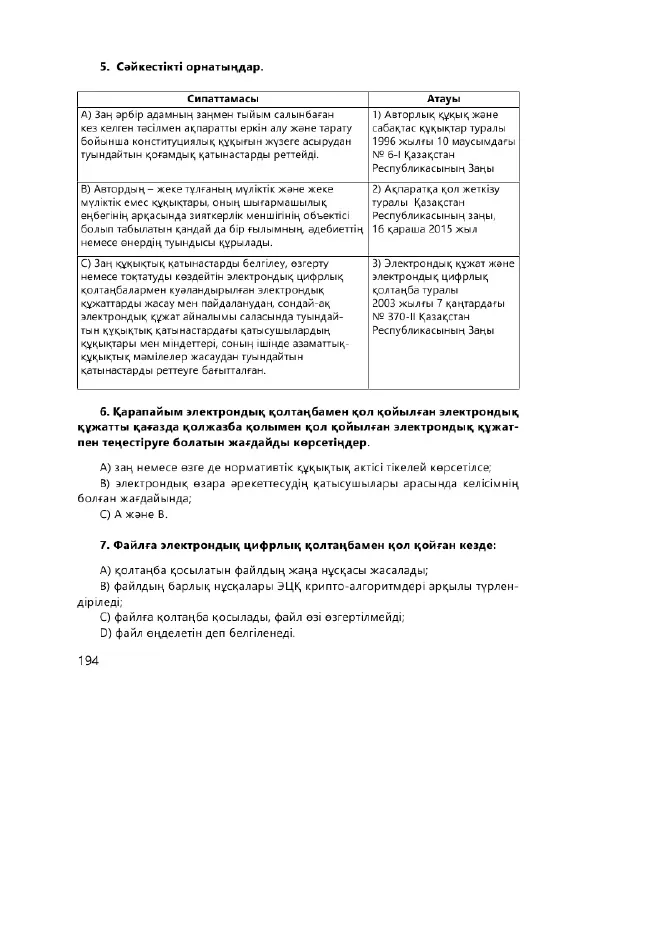 5. Сәйкестікті орнатыңдар.
Сипаттамасы
Атауы
А) Заң әрбір адамның заңмен тыйым салынбаған
кез келген тәсілмен ақпаратты еркін алу және тарату
бойынша конституциялық құқығын жүзеге асырудан
туындайтын қоғамдық қатынастарды реттейді.
1) Авторлық құқық және
сабақтас құқықтар туралы
1996 жылғы 10 маусымдағы
№ 6-I Қазақстан
Республикасының Заңы
В) Автордың – жеке тұлғаның мүліктік және жеке
мүліктік емес құқықтары, оның шығармашылық
еңбегінің арқасында зияткерлік меншігінің объектісі
болып табылатын қандай да бір ғылымның, әдебиеттің
немесе өнердің туындысы құрылады.
2) Ақпаратқа қол жеткізу
туралы Қазақстан
Республикасының заңы,
16 қараша 2015 жыл
С) Заң құқықтық қатынастарды белгілеу, өзгерту
немесе тоқтатуды көздейтін электрондық цифрлық
қолтаңбалармен куәландырылған электрондық
құжаттарды жасау мен пайдаланудан, сондай-ақ
электрондық құжат айналымы саласында туындай-
тын құқықтық қатынастардағы қатысушылардың
құқықтары мен міндеттері, соның ішінде азаматтық-
құқықтық мәмілелер жасаудан туындайтын
қатынастарды реттеуге бағытталған.
3) Электрондық құжат және
электрондық цифрлық
қолтаңба туралы
2003 жылғы 7 қаңтардағы
№ 370-II Қазақстан
Республикасының Заңы
6. Қарапайым электрондық қолтаңбамен қол қойылған электрондық
құжатты қағазда қолжазба қолымен қол қойылған электрондық құжат-
пен теңестіруге болатын жағдайды көрсетіңдер.
А) заң немесе өзге де нормативтік құқықтық актісі тікелей көрсетілсе;
В) электрондық өзара әрекеттесудің қатысушылары арасында келісімнің
болған жағдайында;
С) А және В.
7. Файлға электрондық цифрлық қолтаңбамен қол қойған кезде:
А) қолтаңба қосылатын файлдың жаңа нұсқасы жасалады;
В) файлдың барлық нұсқалары ЭЦҚ крипто-алгоритмдері арқылы түрлен-
діріледі;
С) файлға қолтаңба қосылады, файл өзі өзгертілмейді;
D) файл өңделетін деп белгіленеді.
194